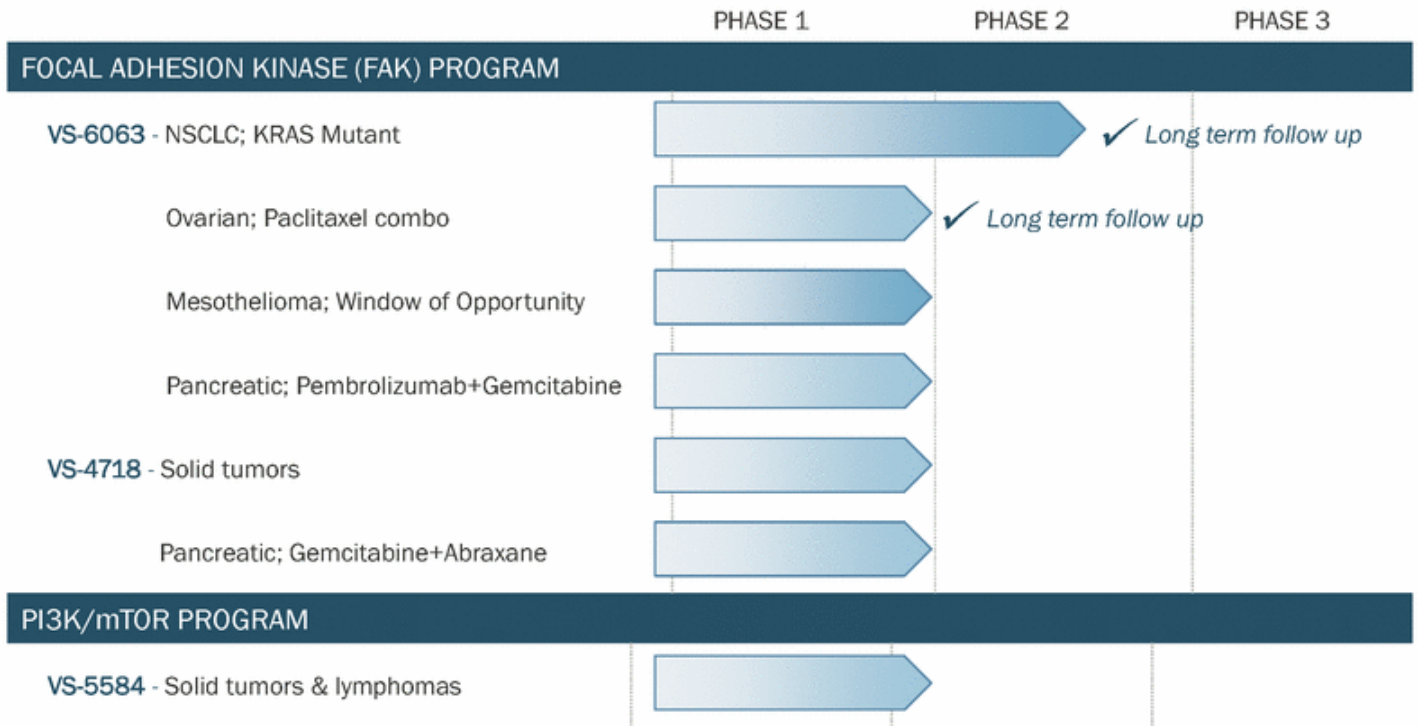 PHASE 1 PHASE 2 PHASE 3
FOCAL ADHESION KINASE (FAK) PROGRAM
VS-6063 - NSCLC; KRAS Mutant ✓ Long term follow up
Ovarian; Paclitaxel combo ✓ Long term follow up
Mesothelioma; Window of Opportunity
Pancreatic; Pembrolizumab+Gemcitabine
VS-4718 - Solid tumors
Pancreatic; Gemcitabine+Abraxane
PI3K/mTOR PROGRAM
VS-5584 - Solid tumors & lymphomas